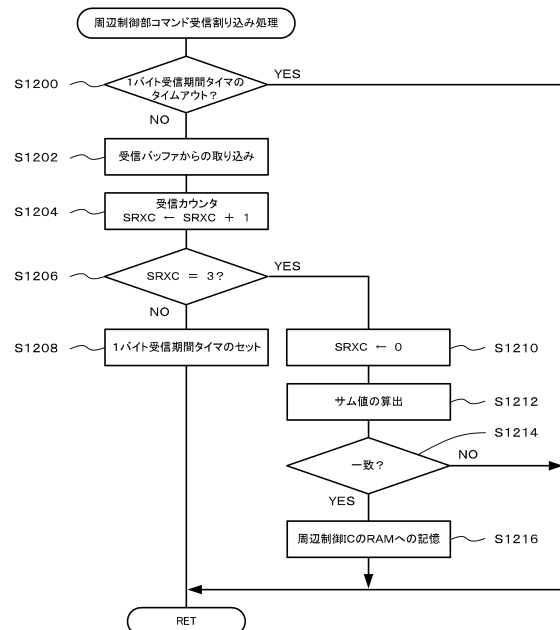 周辺制御部コマンド受信割り込み処理
S1200
1バイト受信期間タイマの
タイムアウト？
YES
NO
S1202
受信バッファからの取り込み
S1204
受信カウンタ
SRXC ← SRXC ＋ 1
S1206
SRXC ＝ 3？
YES
NO
S1208
1バイト受信期間タイマのセット
SRXC ← 0
S1210
サム値の算出
S1212
S1214
一致？
NO
YES
周辺制御ICのRAMへの記憶
S1216
RET